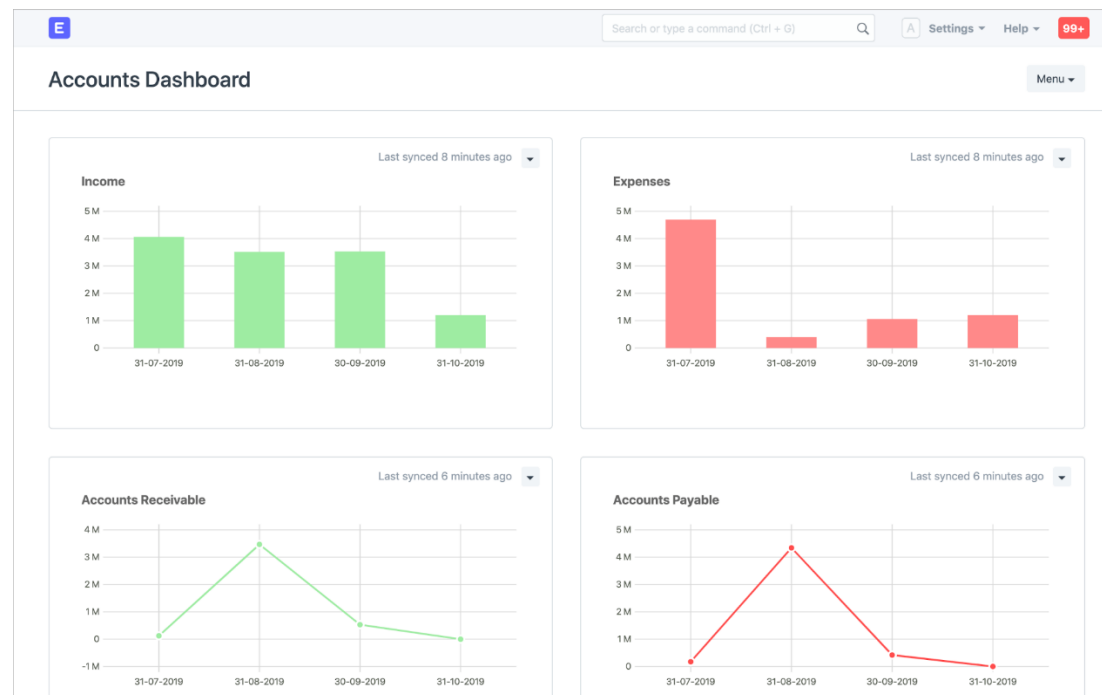 E
Search or type a command (Ctrl + G)
A
Settings
Help
99+
Accounts Dashboard
Menu
Last synced 8 minutes ago
Income
5 M
4 M
3 M
2 M
1 M
0
31-07-2019 31-08-2019 30-09-2019 31-10-2019
Last synced 8 minutes ago
Expenses
5 M
4 M
3 M
2 M
1 M
0
31-07-2019 31-08-2019 30-09-2019 31-10-2019
Last synced 6 minutes ago
Accounts Receivable
4 M
3 M
2 M
1 M
0
-1 M
31-07-2019 31-08-2019 30-09-2019 31-10-2019
Last synced 6 minutes ago
Accounts Payable
5 M
4 M
3 M
2 M
1 M
0
31-07-2019 31-08-2019 30-09-2019 31-10-2019